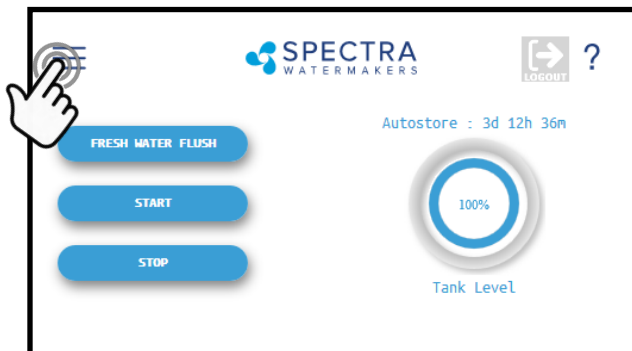 SPECTRA
WATERMAKERS
LOGOUT
?
Autostore : 3d 12h 36m
FRESH WATER FLUSH
START
100%
STOP
Tank Level